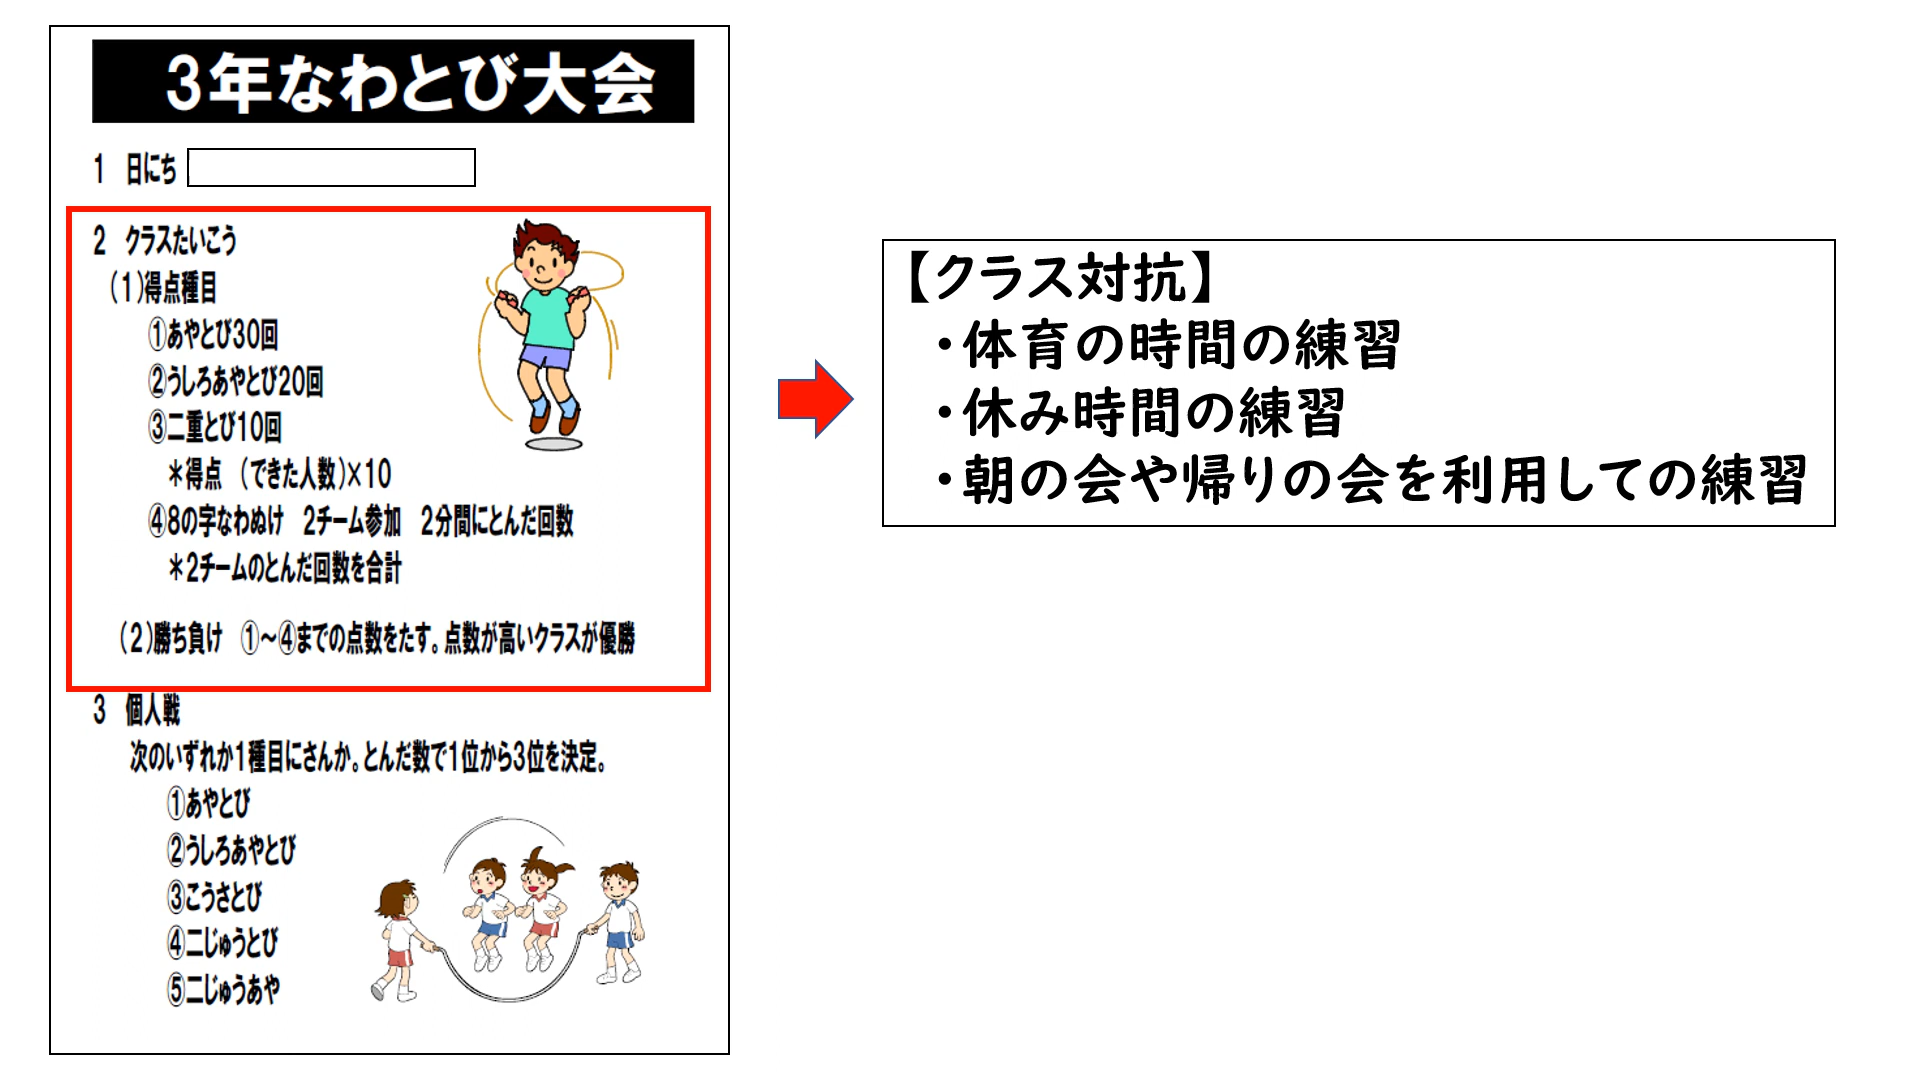 ３年なわとび大会
１　日にち
２　クラスたいこう
（１）得点種目
①あやとび３０回
②うしろあやとび２０回
③二重とび１０回
＊得点　（できた人数）×１０
④８の字なわぬけ　２チーム参加　２分間にとんだ回数
＊２チームのとんだ回数を合計
（２）勝ち負け　①～④までの点数をたす。点数が高いクラスが優勝
３　個人戦
次のいずれか１種目にさんか。とんだ数で１位から３位を決定。
①あやとび
②うしろあやとび
③こうさとび
④二じゅうとび
⑤二じゅうあや
【クラス対抗】
・体育の時間の練習
・休み時間の練習
・朝の会や帰りの会を利用しての練習